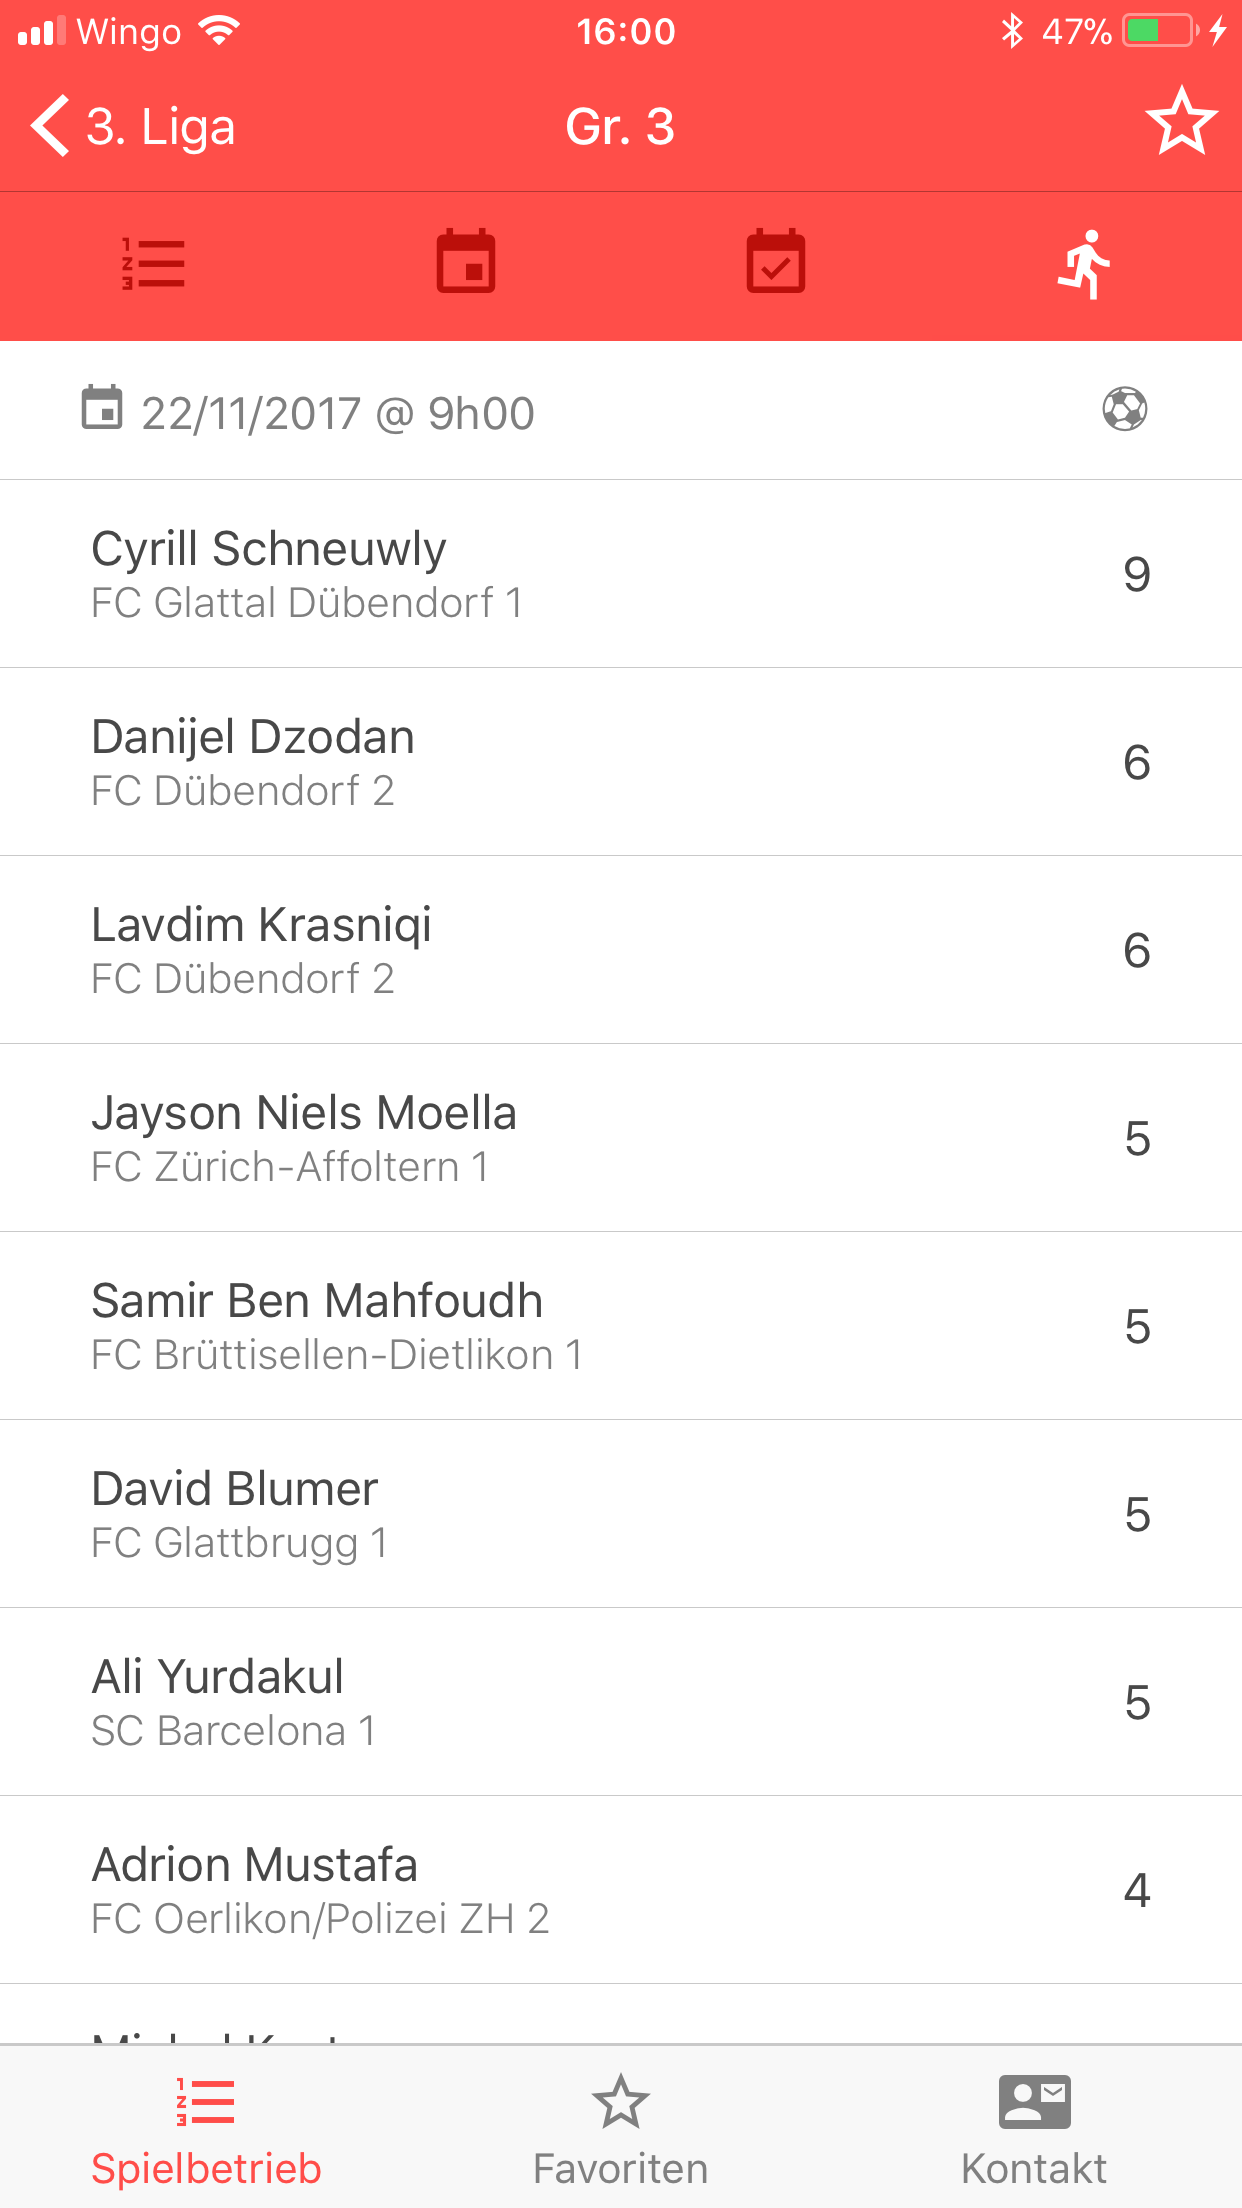 Wingo 16:00 47%
3. Liga Gr. 3
22/11/2017 @ 9h00
Cyrill Schneuwly
FC Glattal Dübendorf 1
9
Danijel Dzodan
FC Dübendorf 2
6
Lavdim Krasniqi
FC Dübendorf 2
6
Jayson Niels Moella
FC Zürich-Affoltern 1
5
Samir Ben Mahfoudh
FC Brüttisellen-Dietlikon 1
5
David Blumer
FC Glattbrugg 1
5
Ali Yurdakul
SC Barcelona 1
5
Adrion Mustafa
FC Oerlikon/Polizei ZH 2
4
Spielbetrieb Favoriten Kontakt